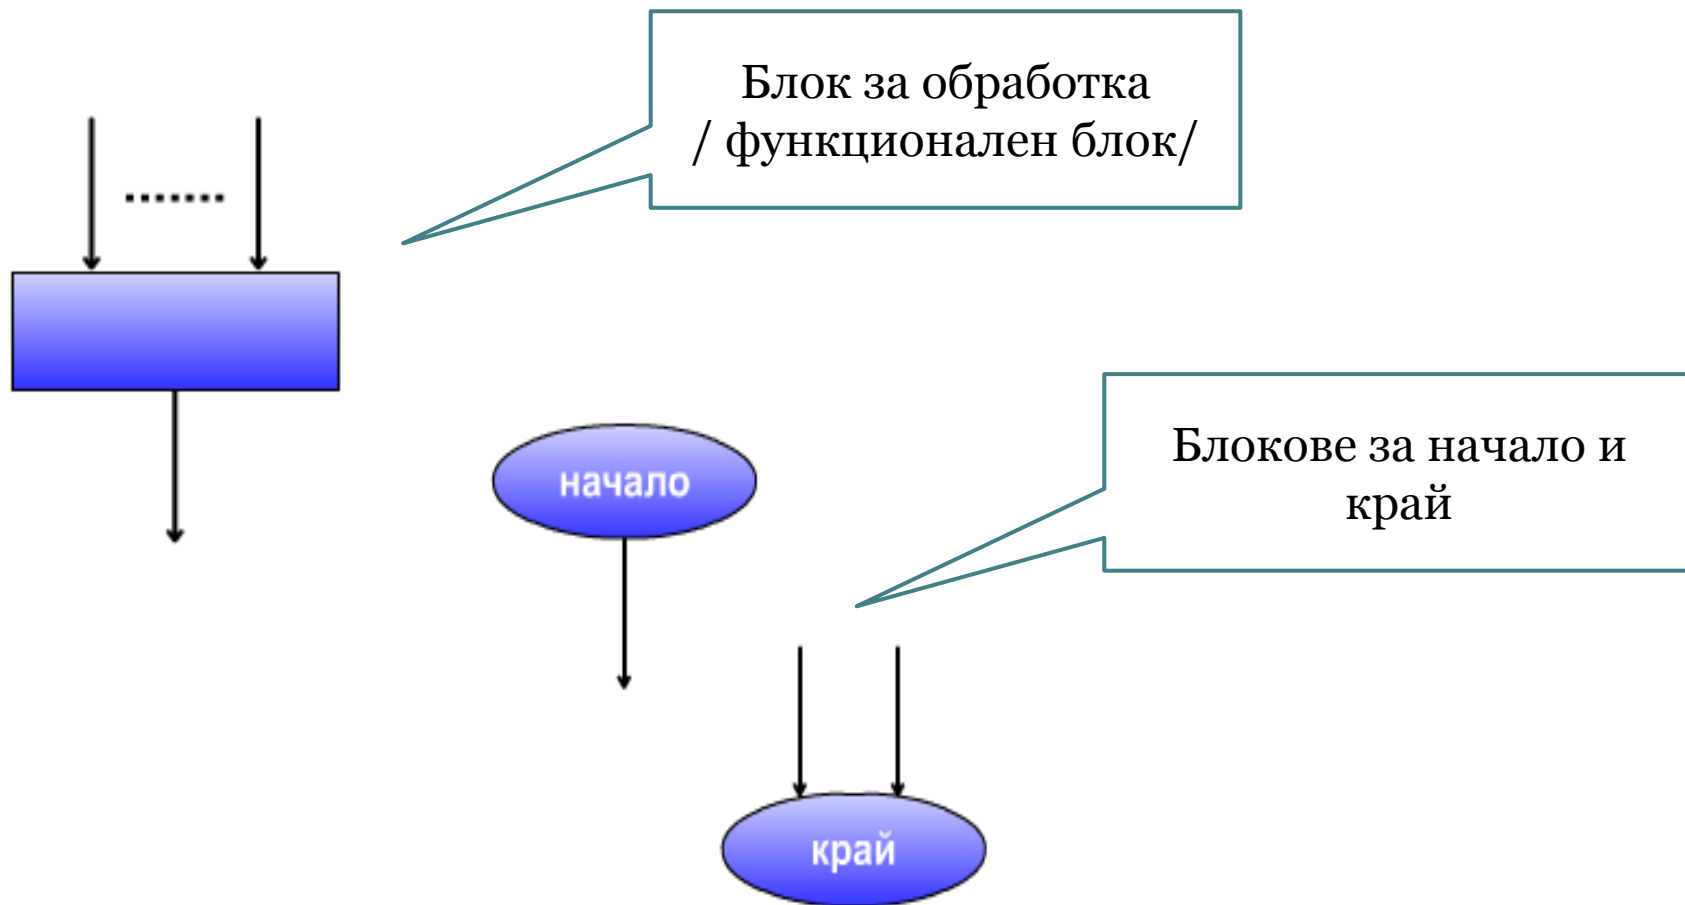 Блок за обработка
/ функционален блок/
начало
Блокове за начало и
край
край